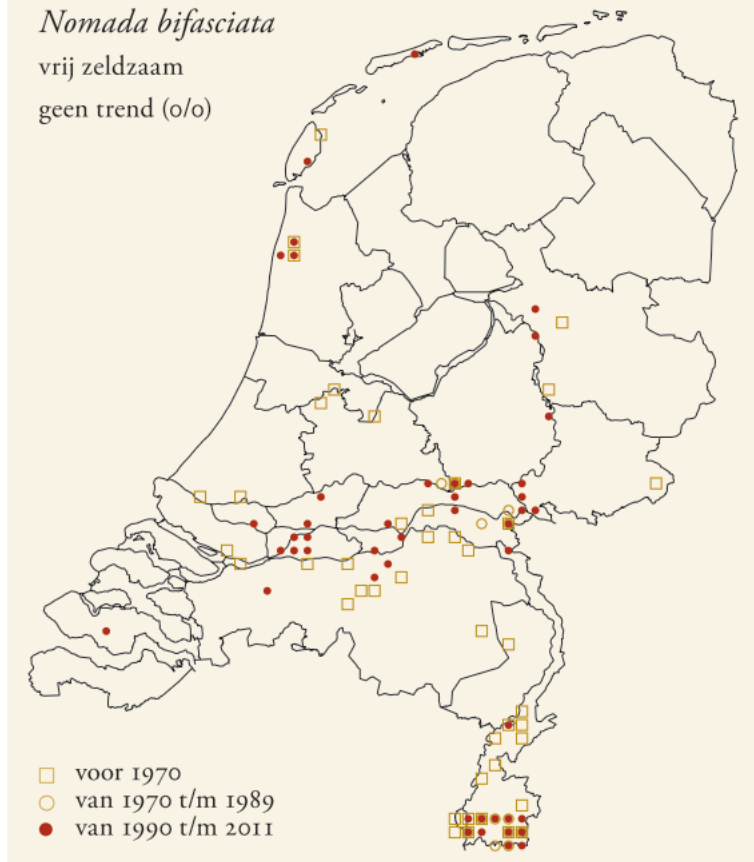 Nomada bifasciata
vrij zeldzaam
geen trend (0/0)
voor 1970
van 1970 t/m 1989
van 1990 t/m 2011